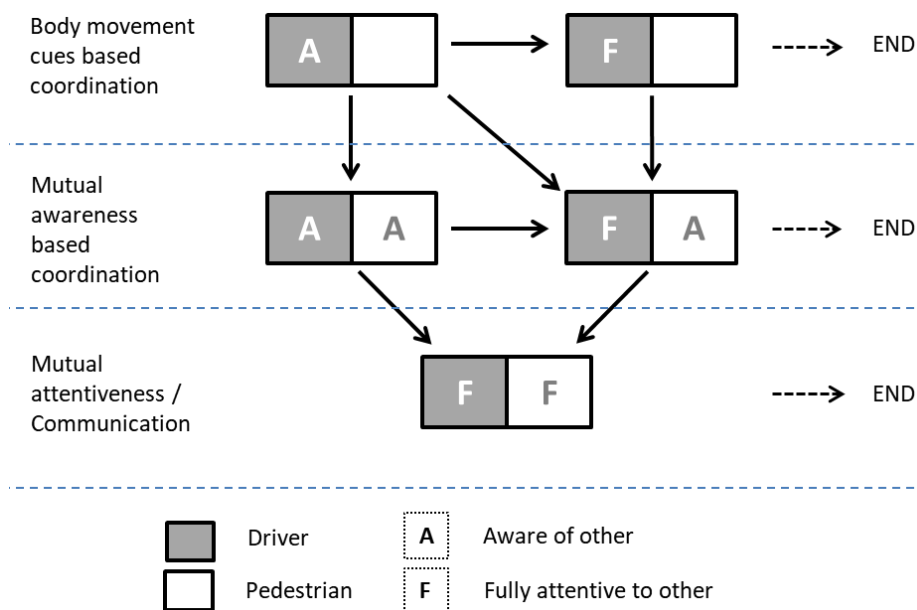 Body movement
cues based
coordination
A
F
END
Mutual
awareness
based
coordination
A A
F A
END
Mutual
attentiveness /
Communication
F F
END
Driver
A Aware of other
Pedestrian
F Fully attentive to other